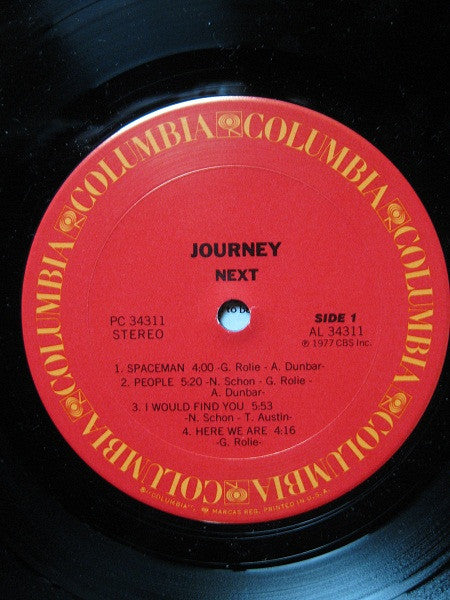 COLUMBIA COLUMBIA COLUMBIA COLUMBIA COLUMBIA COLUMBIA
JOURNEY
NEXT
PC 34311
STEREO
SIDE 1
AL 34311
℗ 1977 CBS Inc.
1. SPACEMAN 4:00 -G. Rolie - A. Dunbar-
2. PEOPLE 5:20 -N. Schon - G. Rolie -
A. Dunbar-
3. I WOULD FIND YOU 5:53
-N. Schon - T. Austin-
4. HERE WE ARE 4:16
-G. Rolie-
MARCAS REG. PRINTED IN U.S.A.